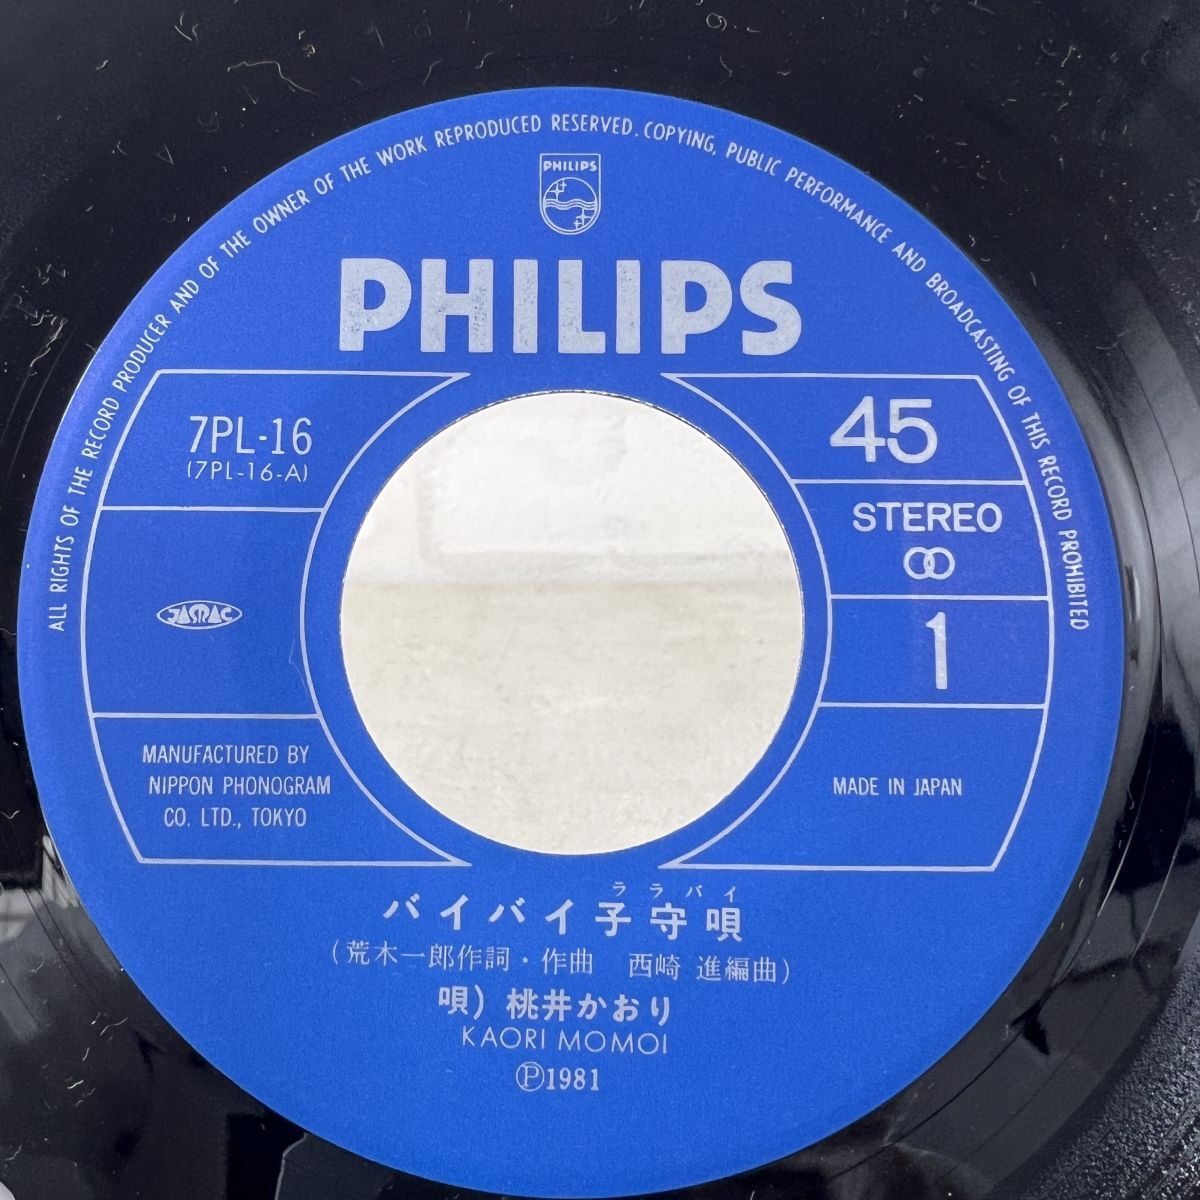 ALL RIGHTS OF THE RECORD PRODUCER AND OF THE OWNER OF THE WORK REPRODUCED RESERVED. COPYING, PUBLIC PERFORMANCE AND BROADCASTING OF THIS RECORD PROHIBITED
PHILIPS
PHILIPS
7PL-16
(7PL-16-A)
45
STEREO
1
JASRAC
MANUFACTURED BY
NIPPON PHONOGRAM
CO. LTD., TOKYO
MADE IN JAPAN
ララバイ
バイバイ子守唄
(荒木一郎作詞・作曲 西崎 進編曲)
唄) 桃井かおり
KAORI MOMOI
Ⓟ1981